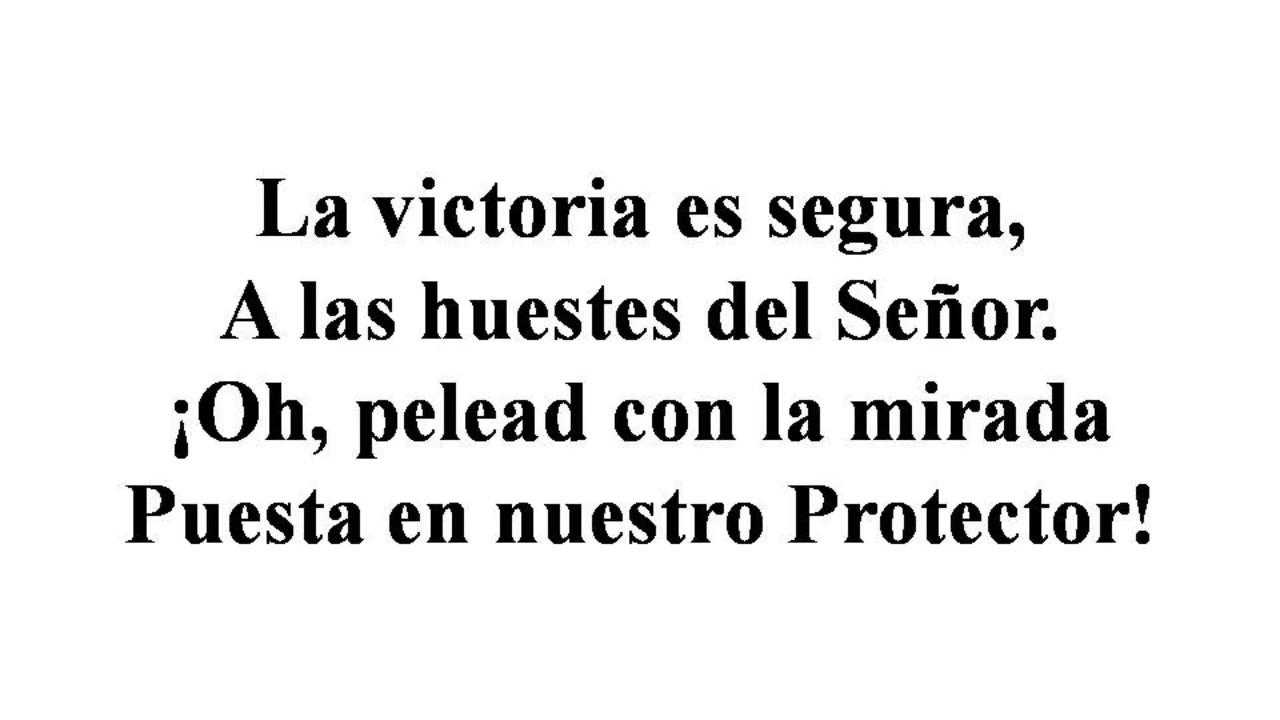 La victoria es segura,
A las huestes del Señor.
¡Oh, pelead con la mirada
Puesta en nuestro Protector!